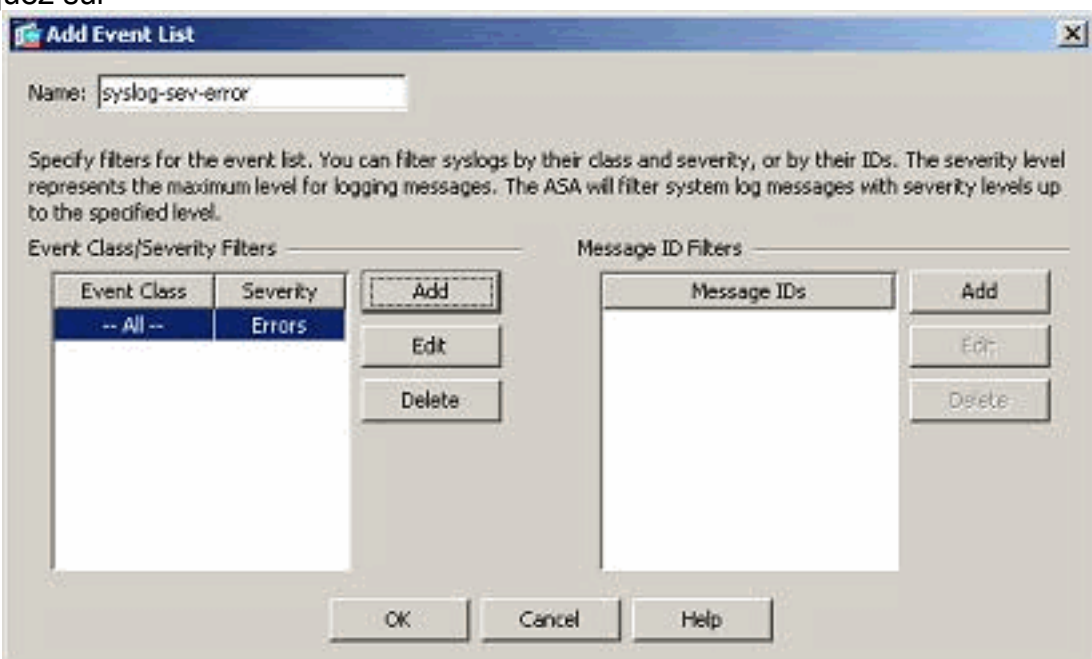 Add Event List
Name: syslog-sev-error
Specify filters for the event list. You can filter syslogs by their class and severity, or by their IDs. The severity level
represents the maximum level for logging messages. The ASA will filter system log messages with severity levels up
to the specified level.
Event Class/Severity Filters
Message ID Filters
Event Class Severity Add
Message IDs Add
-- All -- Errors
Edit
Edit
Delete
Delete
OK Cancel Help